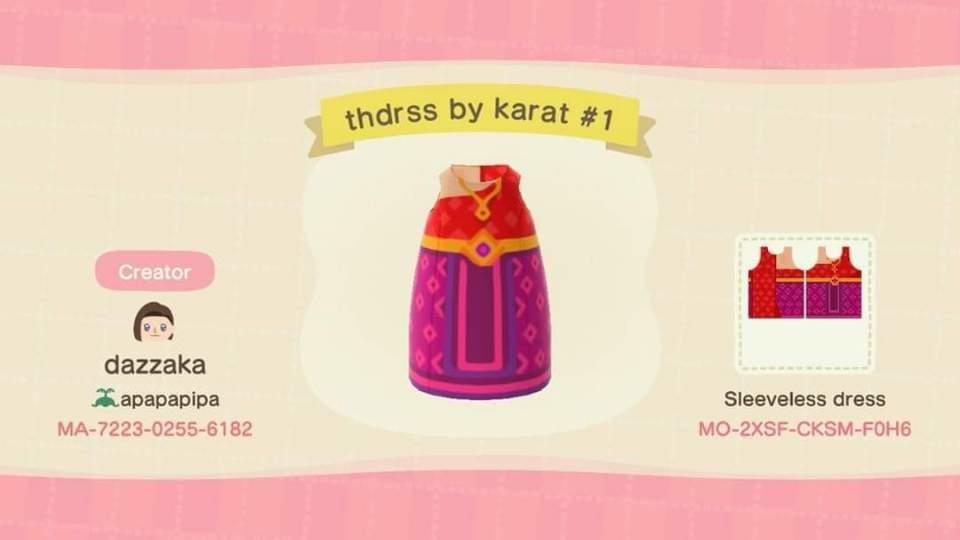 thdrss by karat #1
Creator
dazzaka
apapapipa
MA-7223-0255-6182
Sleeveless dress
MO-2XSF-CKSM-F0H6